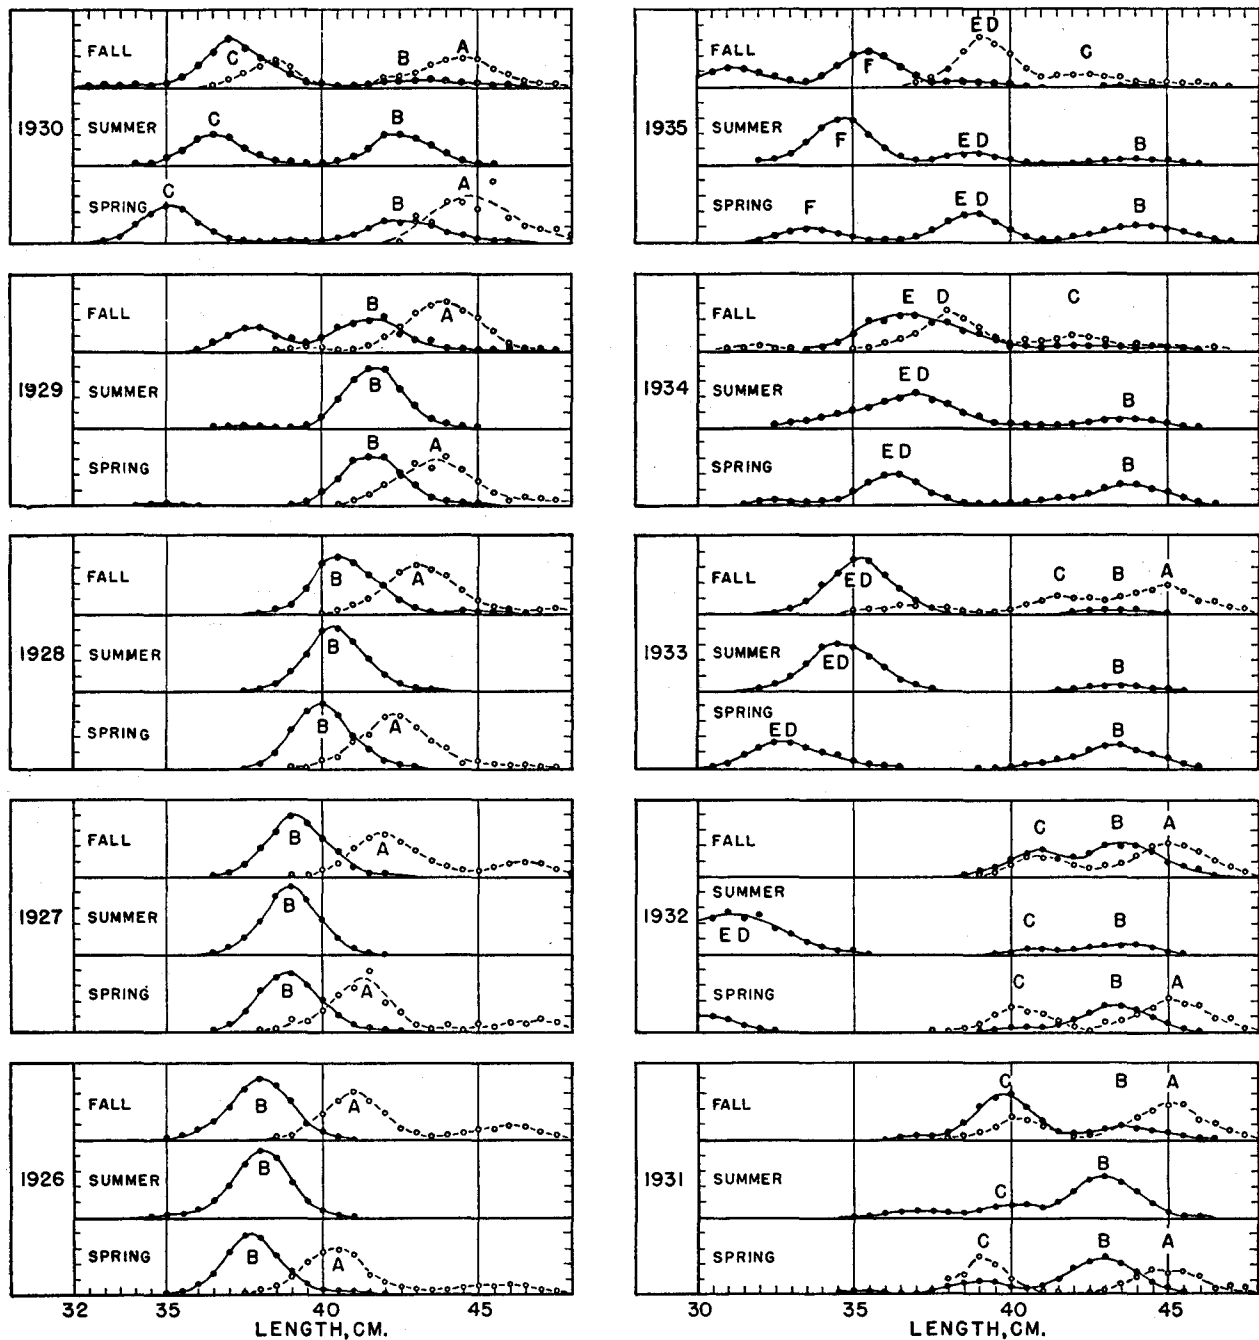 FALL
C
B
A
1930
SUMMER
C
B
SPRING
C
B
A
FALL
B
A
1929
SUMMER
B
SPRING
B
A
FALL
B
A
1928
SUMMER
B
SPRING
B
A
FALL
B
A
1927
SUMMER
B
SPRING
B
A
FALL
B
A
1926
SUMMER
B
SPRING
B
A
32 35 40 45
LENGTH,CM.
FALL
F
ED
C
1935
SUMMER
F
ED
B
SPRING
F
ED
B
FALL
E D
C
1934
SUMMER
ED
B
SPRING
ED
B
FALL
ED
C B A
1933
SUMMER
ED
B
SPRING
ED
B
FALL
C B A
1932
SUMMER
ED
C B
SPRING
C B A
FALL
C B A
1931
SUMMER
C
B
SPRING
C B A
30 35 40 45
LENGTH,CM.